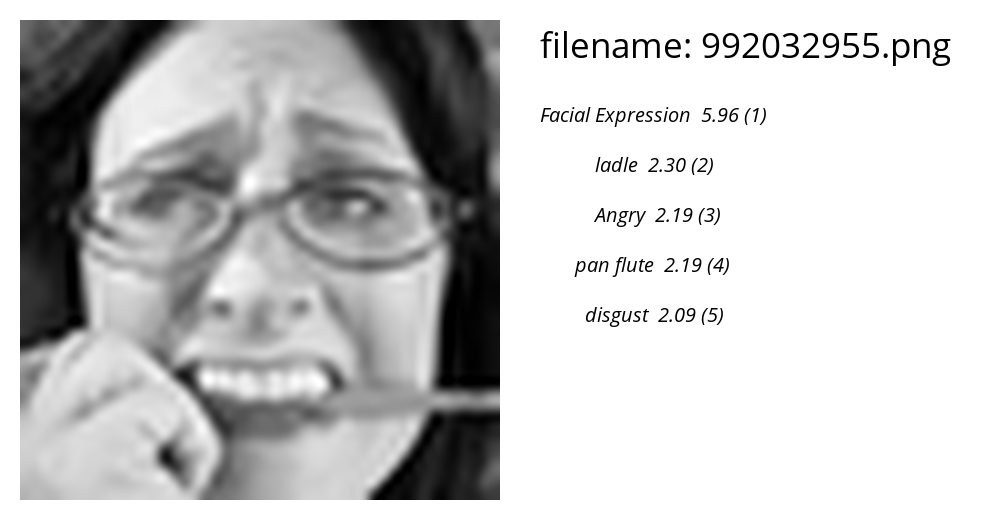 filename: 992032955.png
Facial Expression 5.96 (1)
ladle 2.30 (2)
Angry 2.19 (3)
pan flute 2.19 (4)
disgust 2.09 (5)